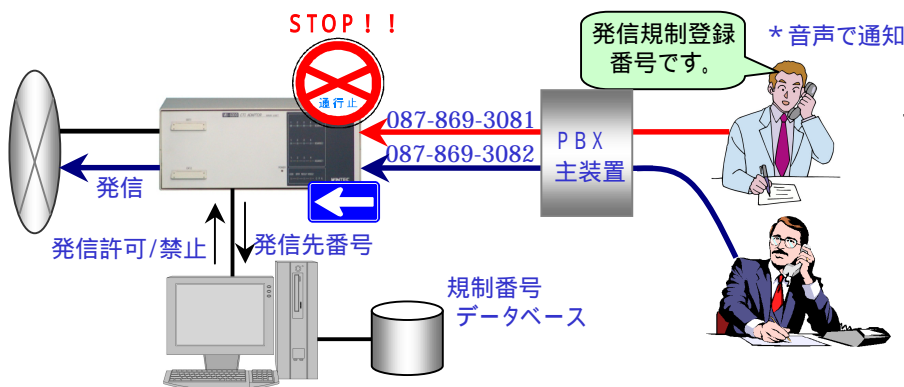 STOP！！
発信規制登録
番号です。
＊音声で通知
通行止
087-869-3081
087-869-3082
PBX
主装置
発信
発信許可/禁止
発信先番号
規制番号
データベース